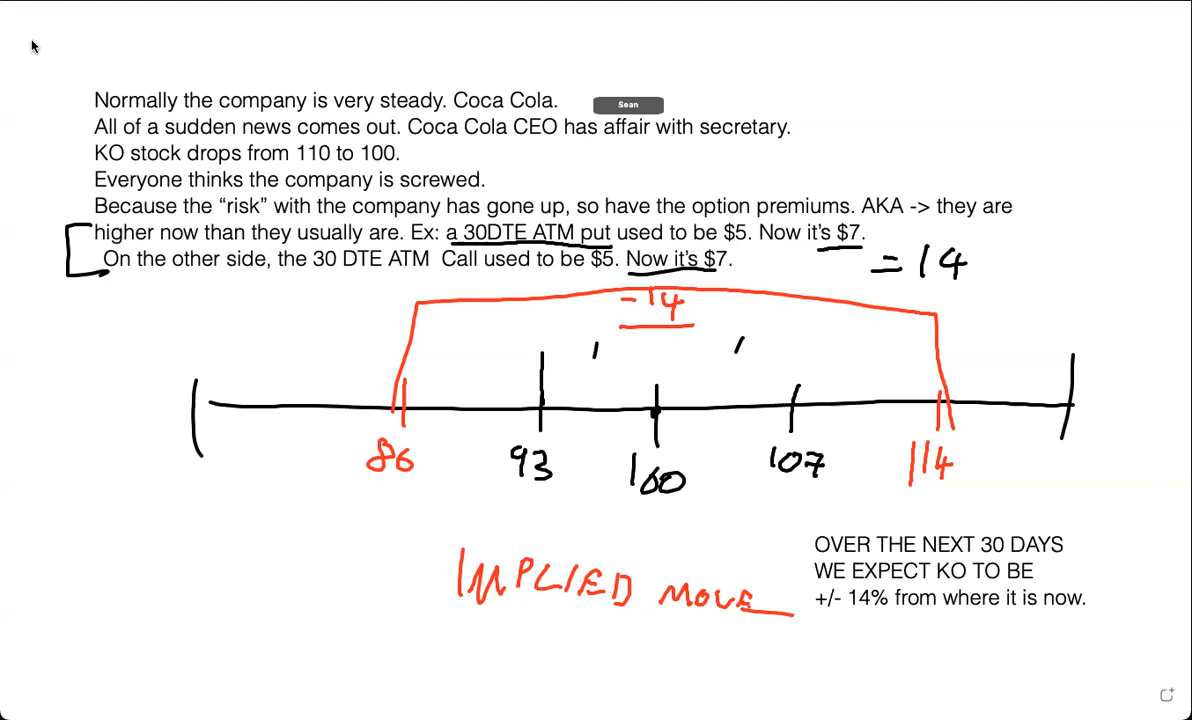 Normally the company is very steady. Coca Cola.
Sean
All of a sudden news comes out. Coca Cola CEO has affair with secretary.
KO stock drops from 110 to 100.
Everyone thinks the company is screwed.
Because the “risk” with the company has gone up, so have the option premiums. AKA -> they are
higher now than they usually are. Ex: a 30DTE ATM put used to be $5. Now it's $7.
On the other side, the 30 DTE ATM Call used to be $5. Now it's $7.
= 14
- 14
86 93 100 107 114
IMPLIED MOVE
OVER THE NEXT 30 DAYS
WE EXPECT KO TO BE
+/- 14% from where it is now.